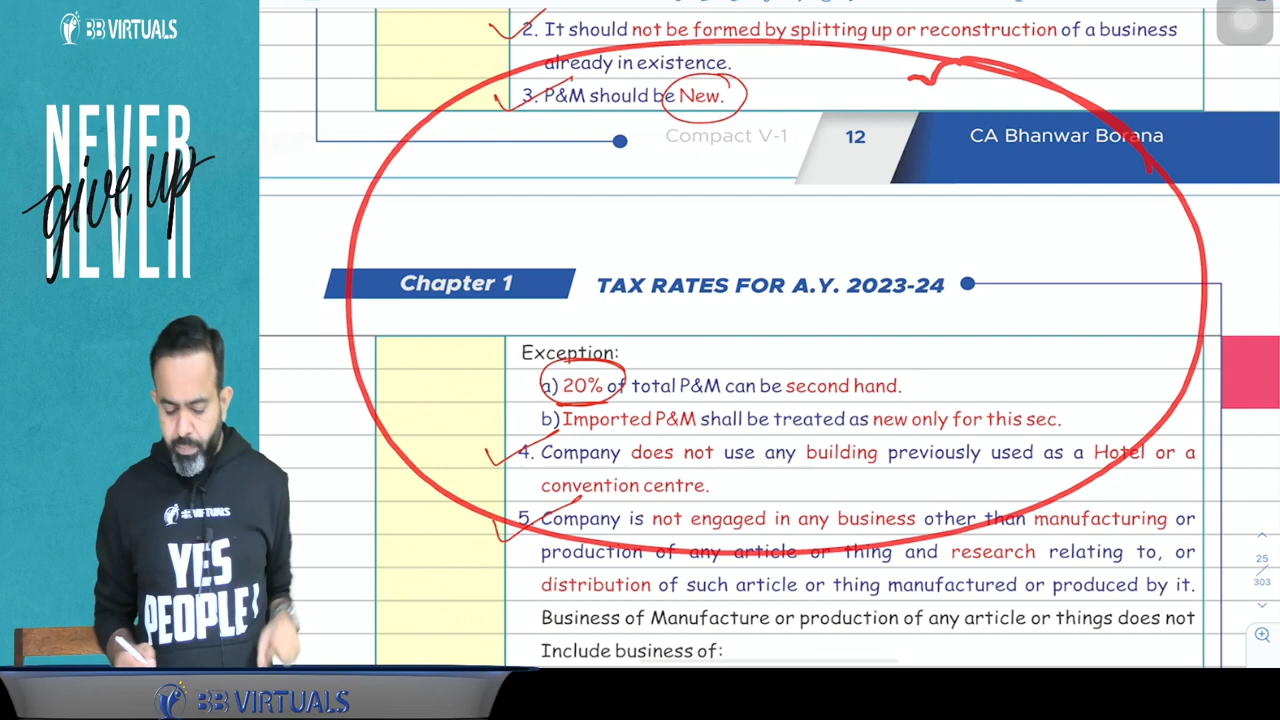 BB VIRTUALS
NEVER
give up
NEVER
2. It should not be formed by splitting up or reconstruction of a business
already in existence.
3. P&M should be New.
Compact V-1
12
CA Bhanwar Borana
Chapter 1
TAX RATES FOR A.Y. 2023-24
Exception:
a) 20% of total P&M can be second hand.
b) Imported P&M shall be treated as new only for this sec.
4. Company does not use any building previously used as a Hotel or a
convention centre.
5. Company is not engaged in any business other than manufacturing or
production of any article or thing and research relating to, or
distribution of such article or thing manufactured or produced by it.
Business of Manufacture or production of any article or things does not
Include business of:
25
303
BB VIRTUALS
YES
PEOPLE!
BB VIRTUALS